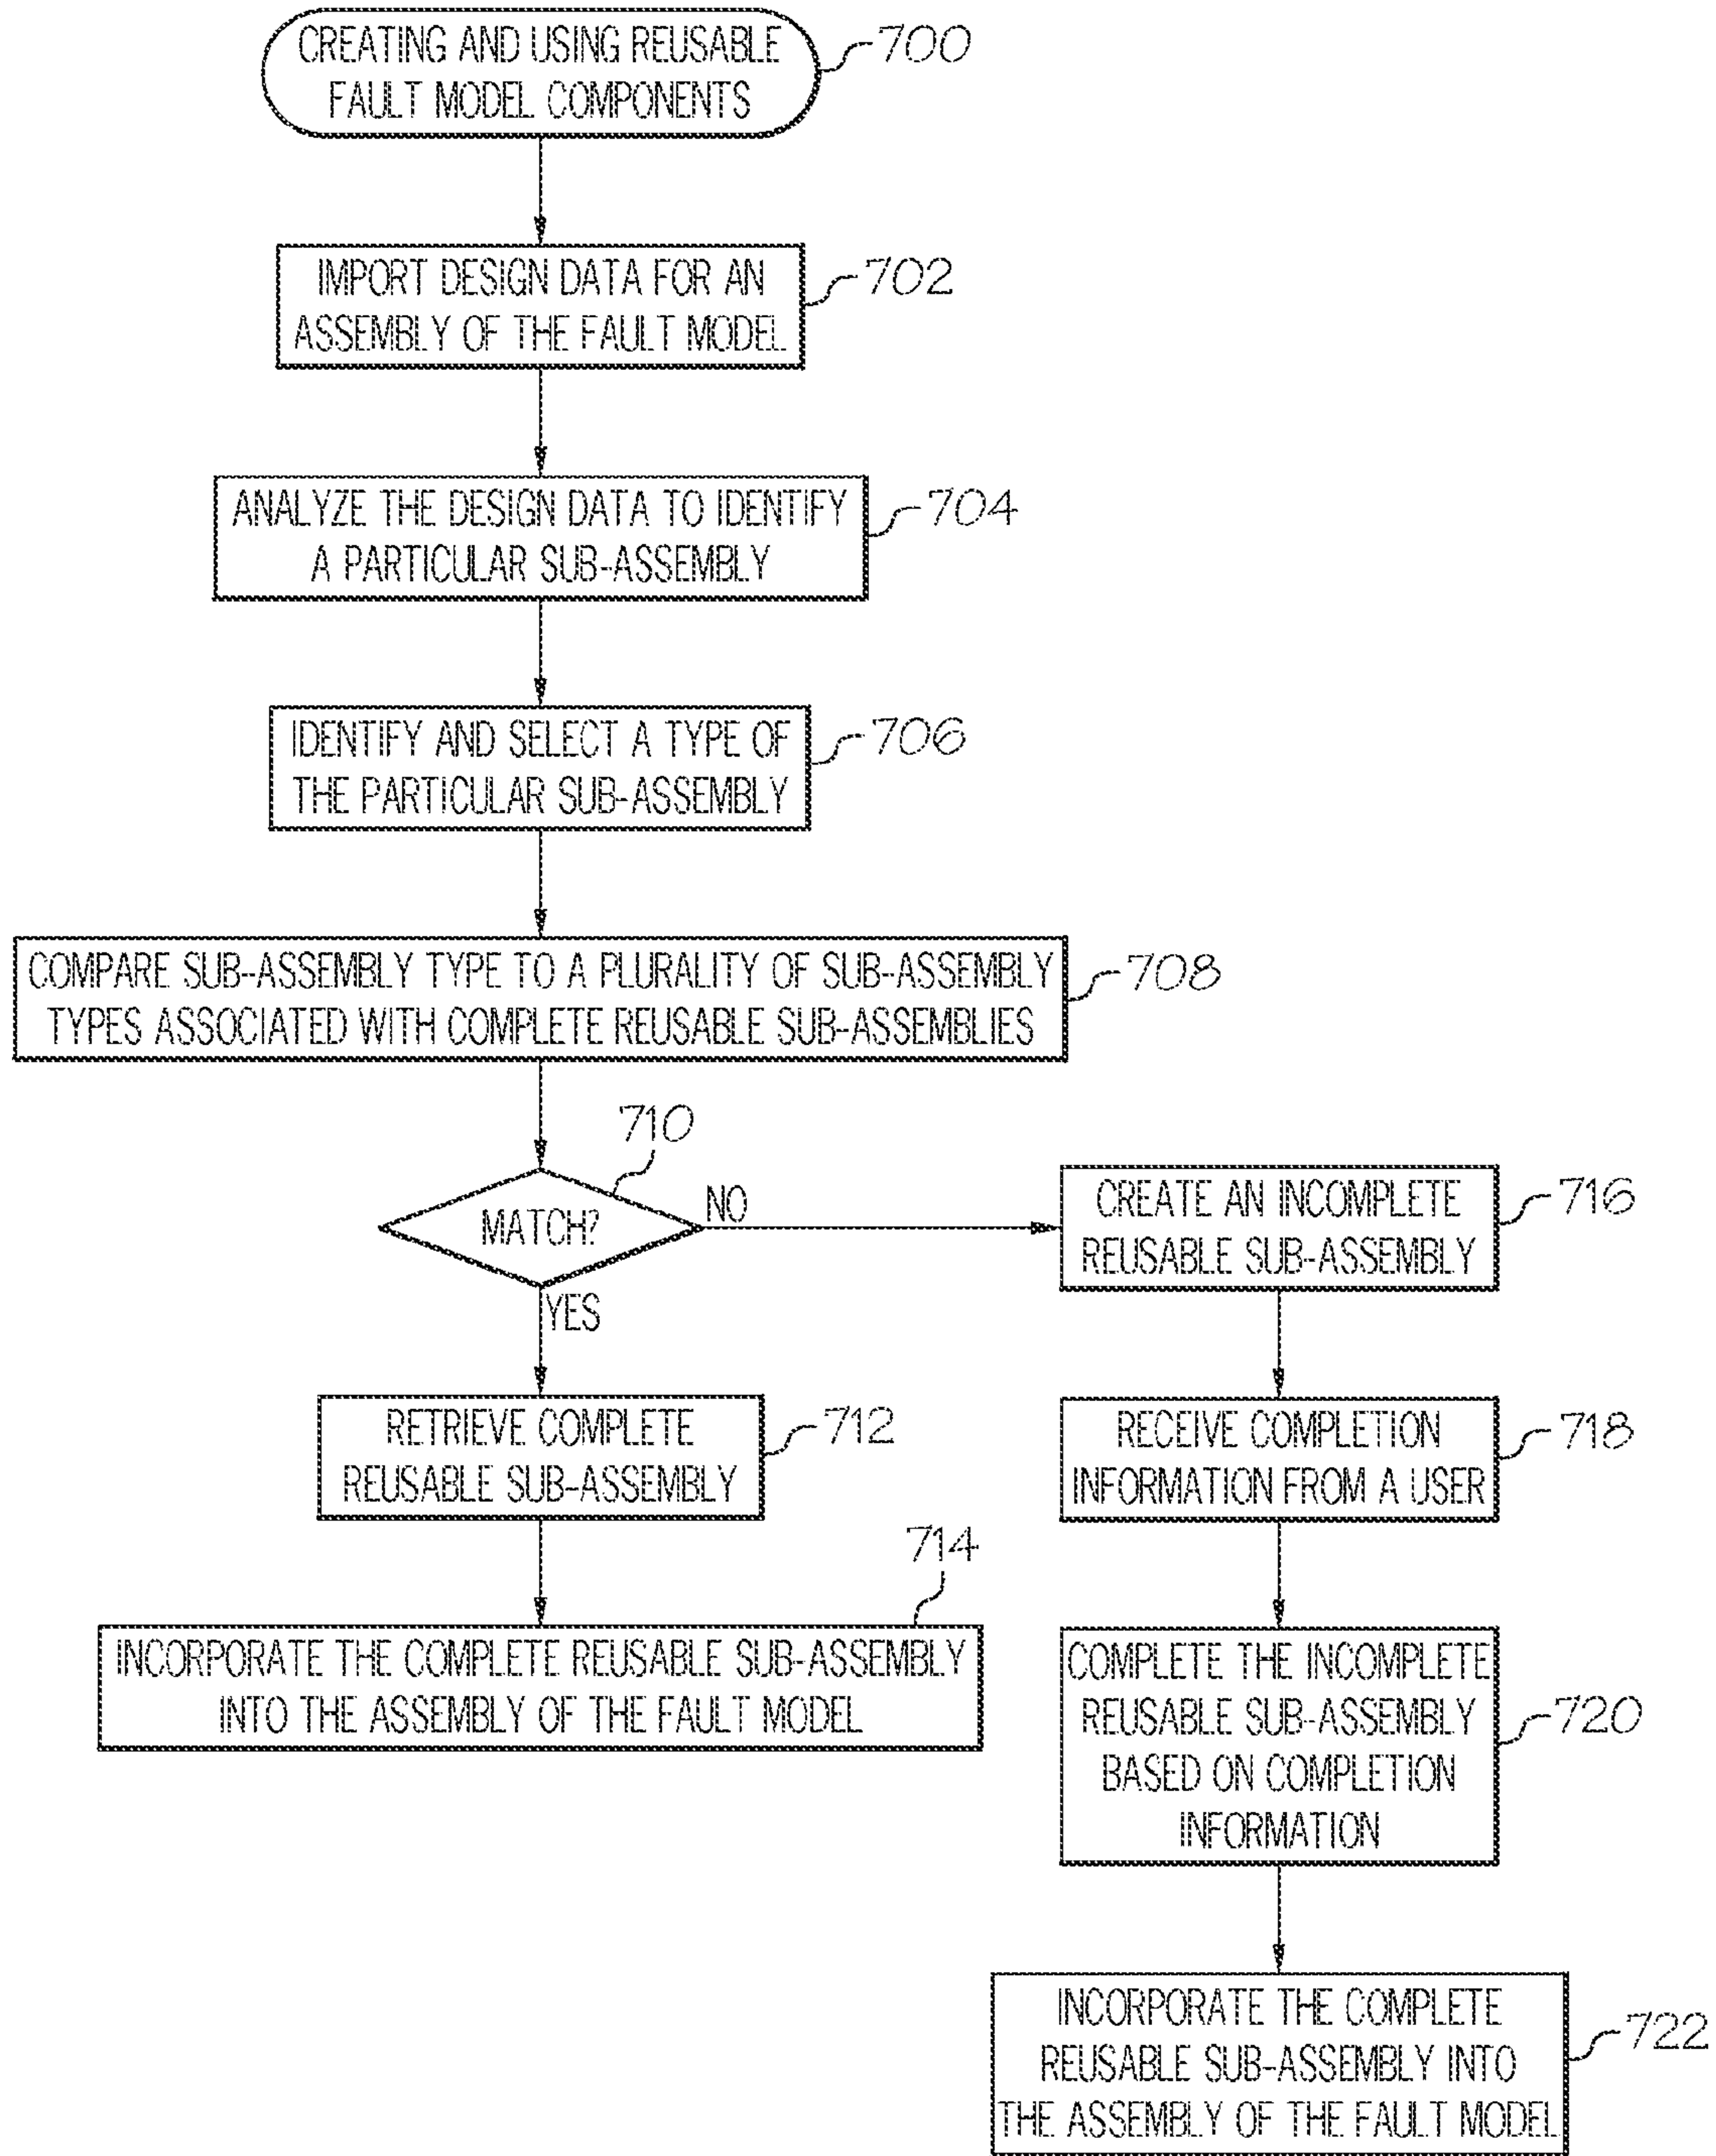 CREATING AND USING REUSABLE
FAULT MODEL COMPONENTS
700
IMPORT DESIGN DATA FOR AN
ASSEMBLY OF THE FAULT MODEL
702
ANALYZE THE DESIGN DATA TO IDENTIFY
A PARTICULAR SUB-ASSEMBLY
704
IDENTIFY AND SELECT A TYPE OF
THE PARTICULAR SUB-ASSEMBLY
706
COMPARE SUB-ASSEMBLY TYPE TO A PLURALITY OF SUB-ASSEMBLY
TYPES ASSOCIATED WITH COMPLETE REUSABLE SUB-ASSEMBLIES
708
710
MATCH?
NO
YES
RETRIEVE COMPLETE
REUSABLE SUB-ASSEMBLY
712
714
INCORPORATE THE COMPLETE REUSABLE SUB-ASSEMBLY
INTO THE ASSEMBLY OF THE FAULT MODEL
CREATE AN INCOMPLETE
REUSABLE SUB-ASSEMBLY
716
RECEIVE COMPLETION
INFORMATION FROM A USER
718
COMPLETE THE INCOMPLETE
REUSABLE SUB-ASSEMBLY
BASED ON COMPLETION
INFORMATION
720
INCORPORATE THE COMPLETE
REUSABLE SUB-ASSEMBLY INTO
THE ASSEMBLY OF THE FAULT MODEL
722